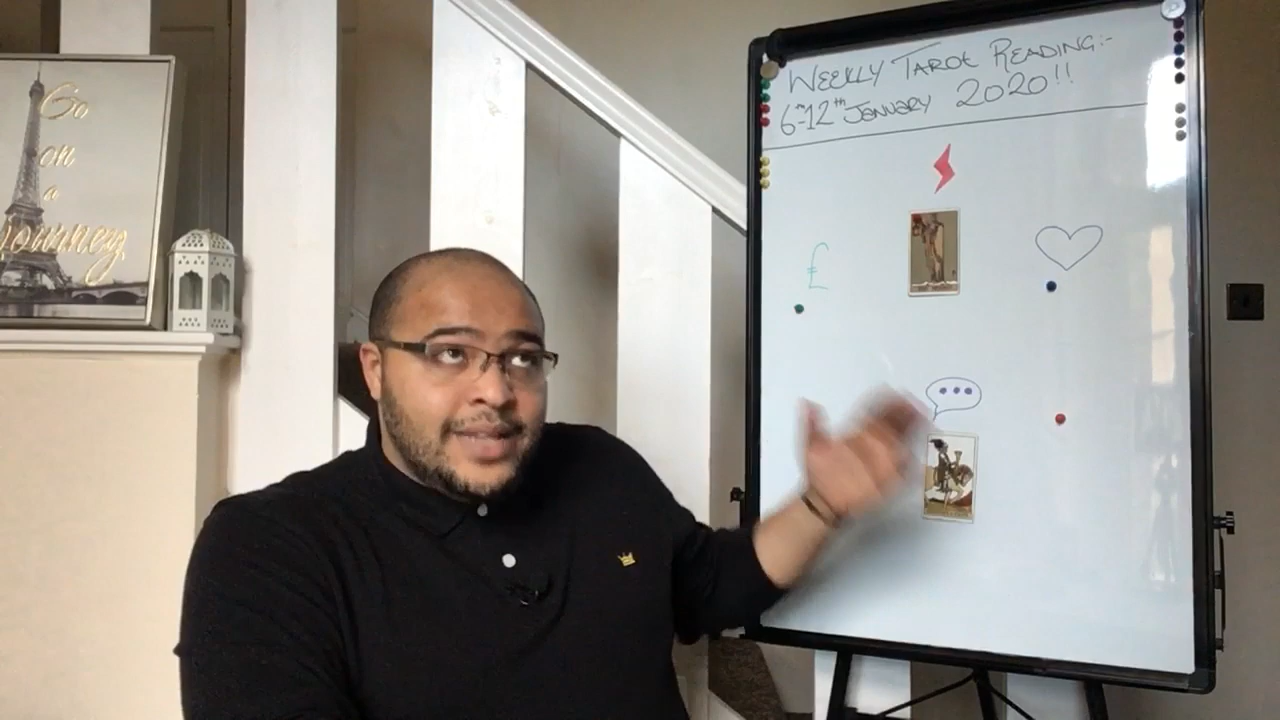 Go
on
a
journey
WEEKLY TAROT READING:-
6th-12th JANUARY 2020!!
£